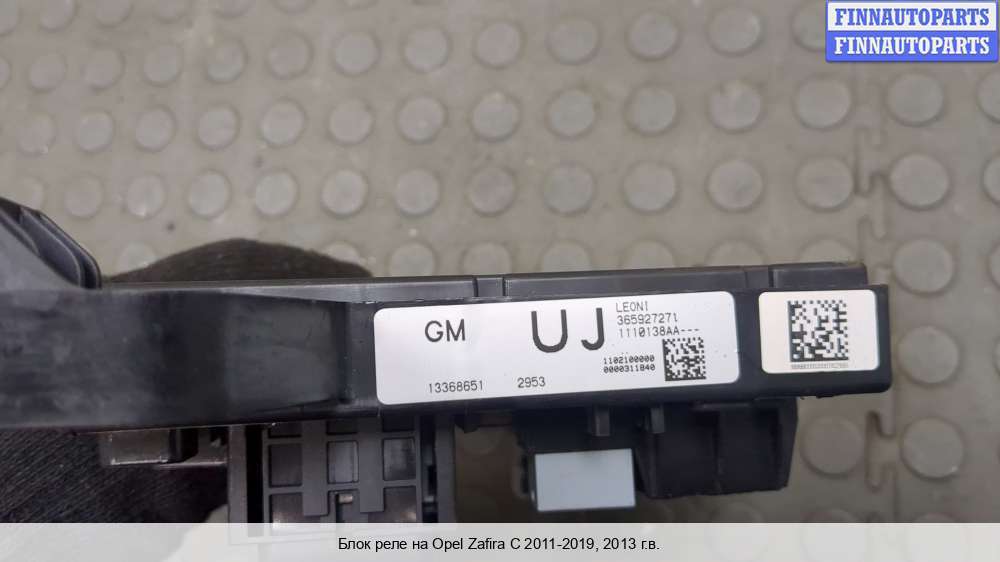 FINNAUTOPARTS
FINNAUTOPARTS
GM
UJ
LEONI
365927271
1110138AA---
1102100000
0000311840
13368651
2953
Блок реле на Opel Zafira C 2011-2019, 2013 г.в.